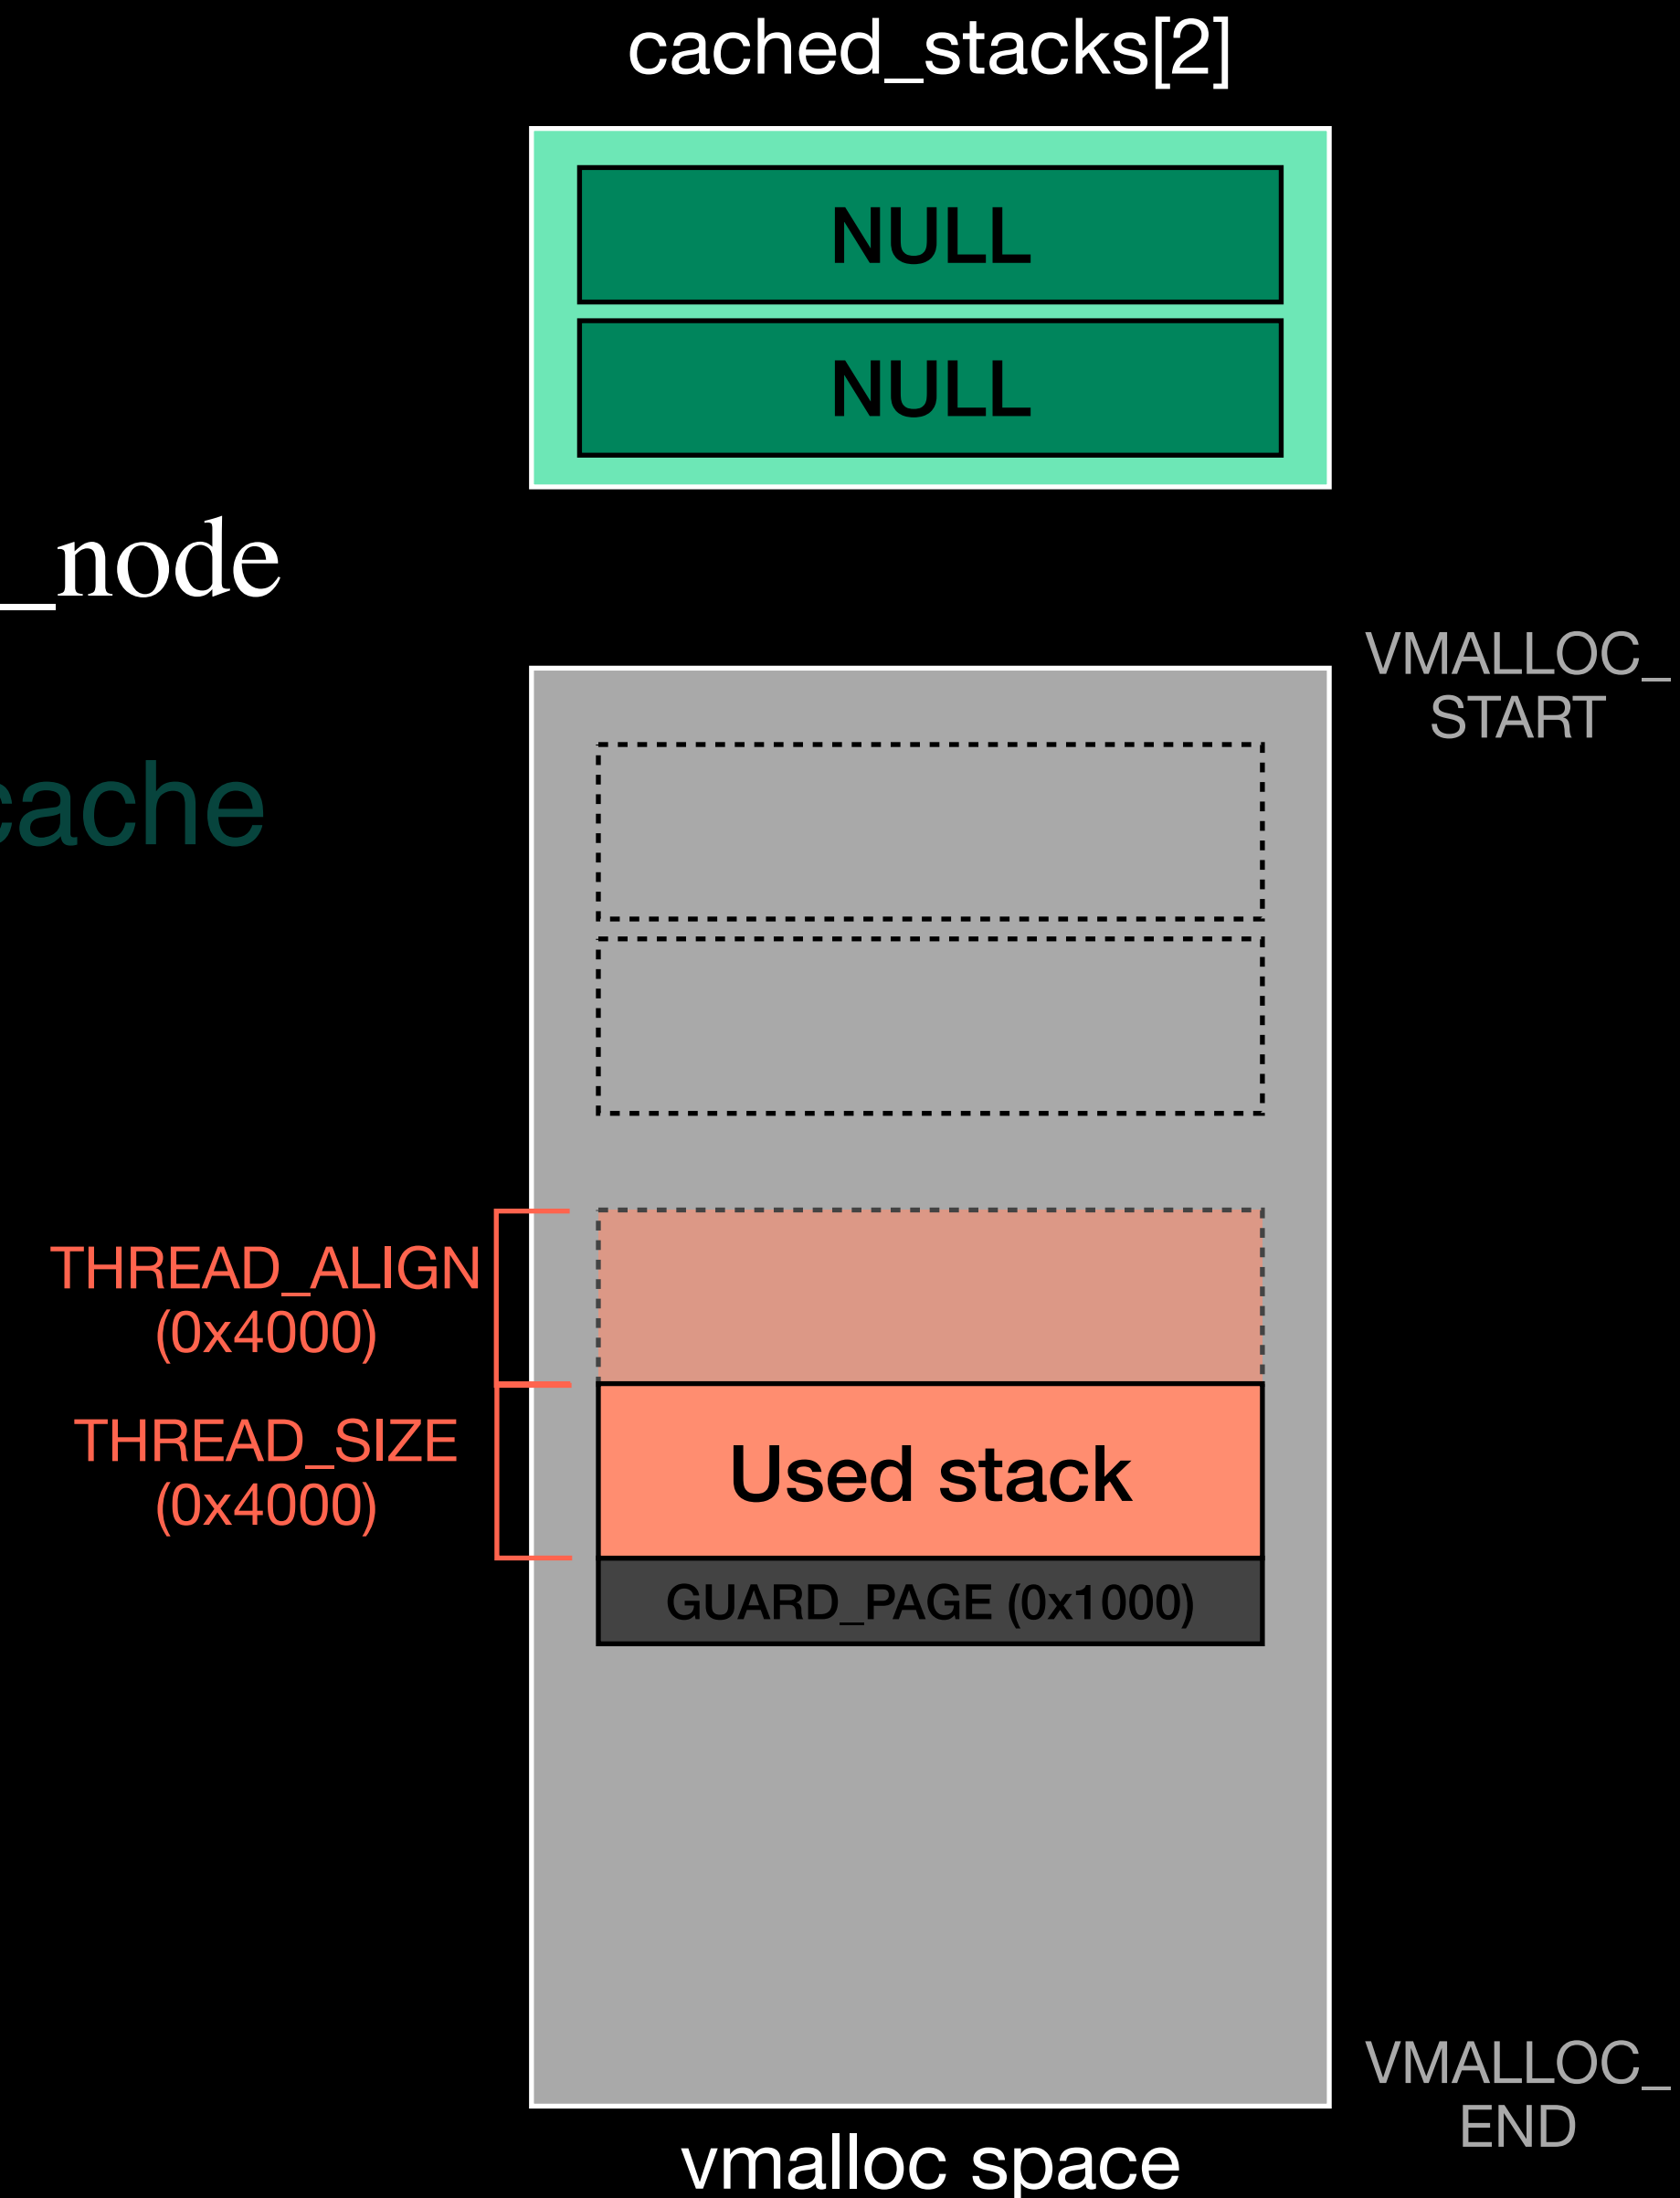 cached_stacks[2]
NULL
NULL
_node
VMALLOC_
START
cache
THREAD_ALIGN
(0x4000)
THREAD_SIZE
(0x4000)
Used stack
GUARD_PAGE (0x1000)
VMALLOC_
END
vmalloc space